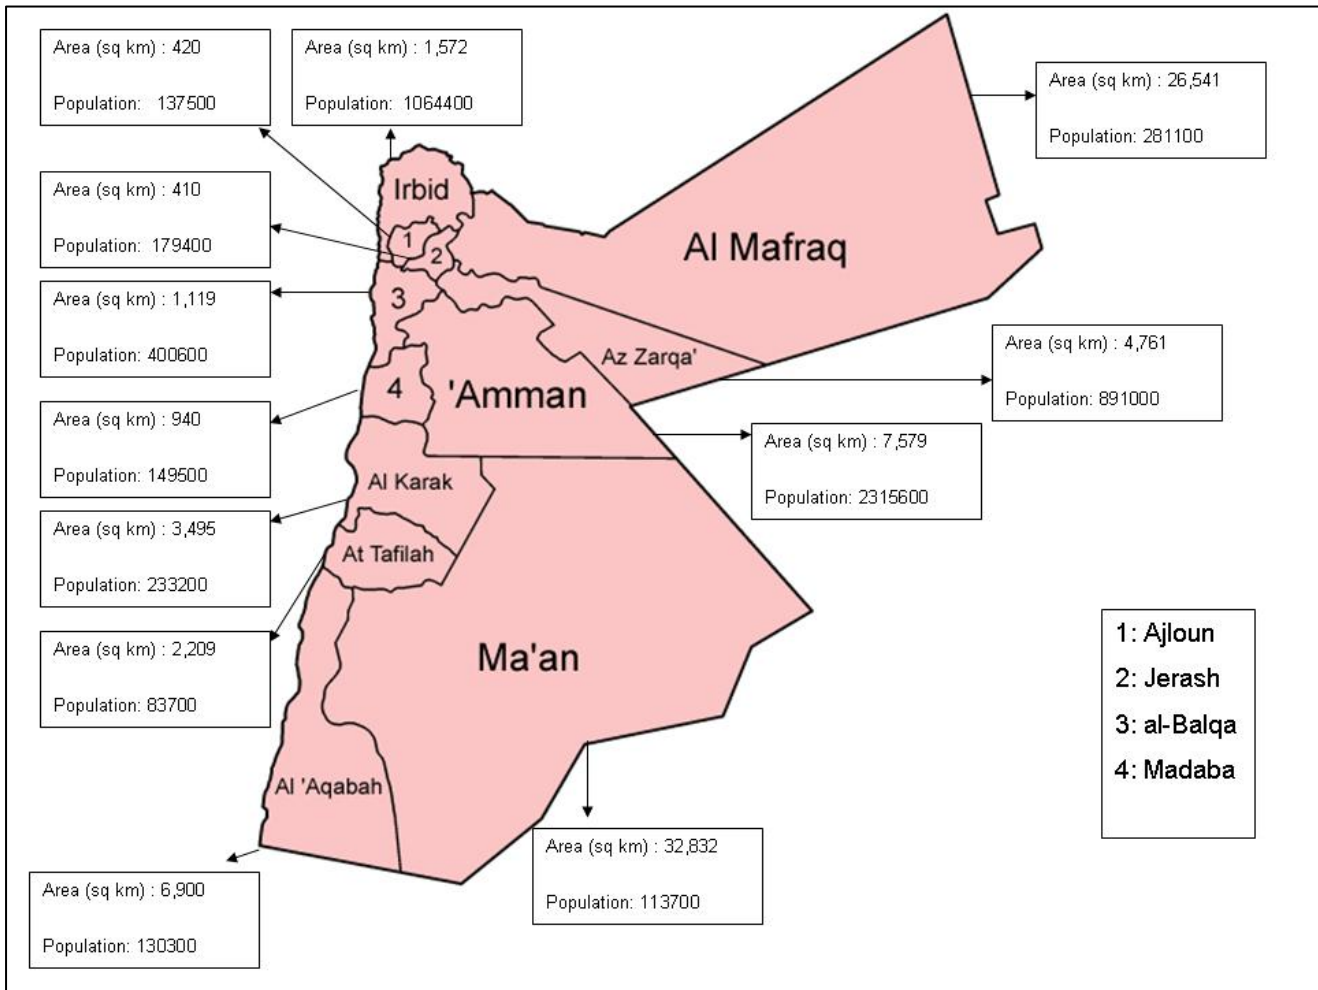 Area (sq km) : 420
Population: 137500
Area (sq km) : 1,572
Population: 1064400
Area (sq km) : 26,541
Population: 281100
Area (sq km) : 410
Population: 179400
Area (sq km) : 1,119
Population: 400600
Area (sq km) : 4,761
Population: 891000
Area (sq km) : 940
Population: 149500
Area (sq km) : 7,579
Population: 2315600
Area (sq km) : 3,495
Population: 233200
Area (sq km) : 2,209
Population: 83700
Area (sq km) : 32,832
Population: 113700
Area (sq km) : 6,900
Population: 130300
Irbid
1
2
3
4
Al Mafraq
Az Zarqa'
'Amman
Al Karak
At Tafilah
Ma'an
Al 'Aqabah
1: Ajloun
2: Jerash
3: al-Balqa
4: Madaba